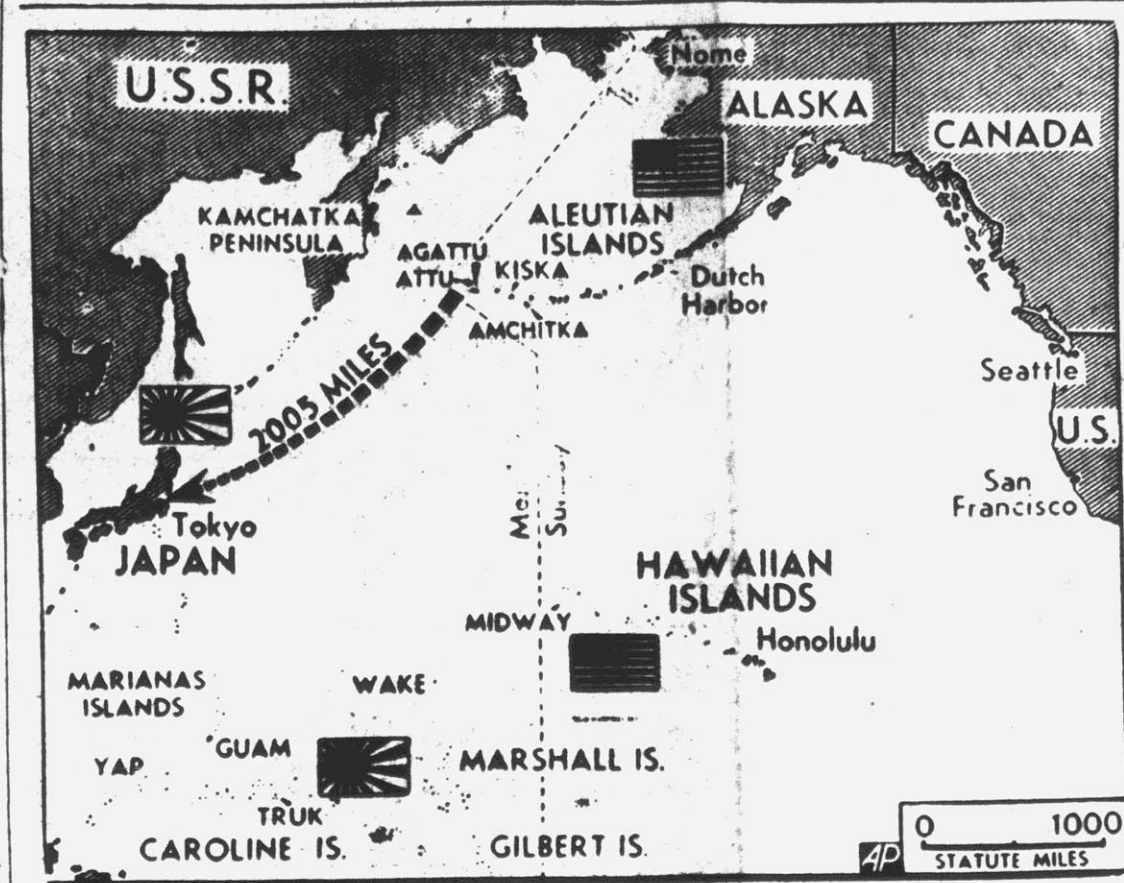 U.S.S.R.
Nome
ALASKA
CANADA
KAMCHATKA
PENINSULA
ALEUTIAN
ISLANDS
AGATTU
ATTU
KISKA
Dutch
Harbor
AMCHITKA
2005 MILES
Seattle
U.S.
San
Francisco
Tokyo
JAPAN
HAWAIIAN
ISLANDS
MIDWAY
Honolulu
MARIANAS
ISLANDS
WAKE
GUAM
YAP
MARSHALL IS.
TRUK
CAROLINE IS.
GILBERT IS.
AP
0 1000
STATUTE MILES